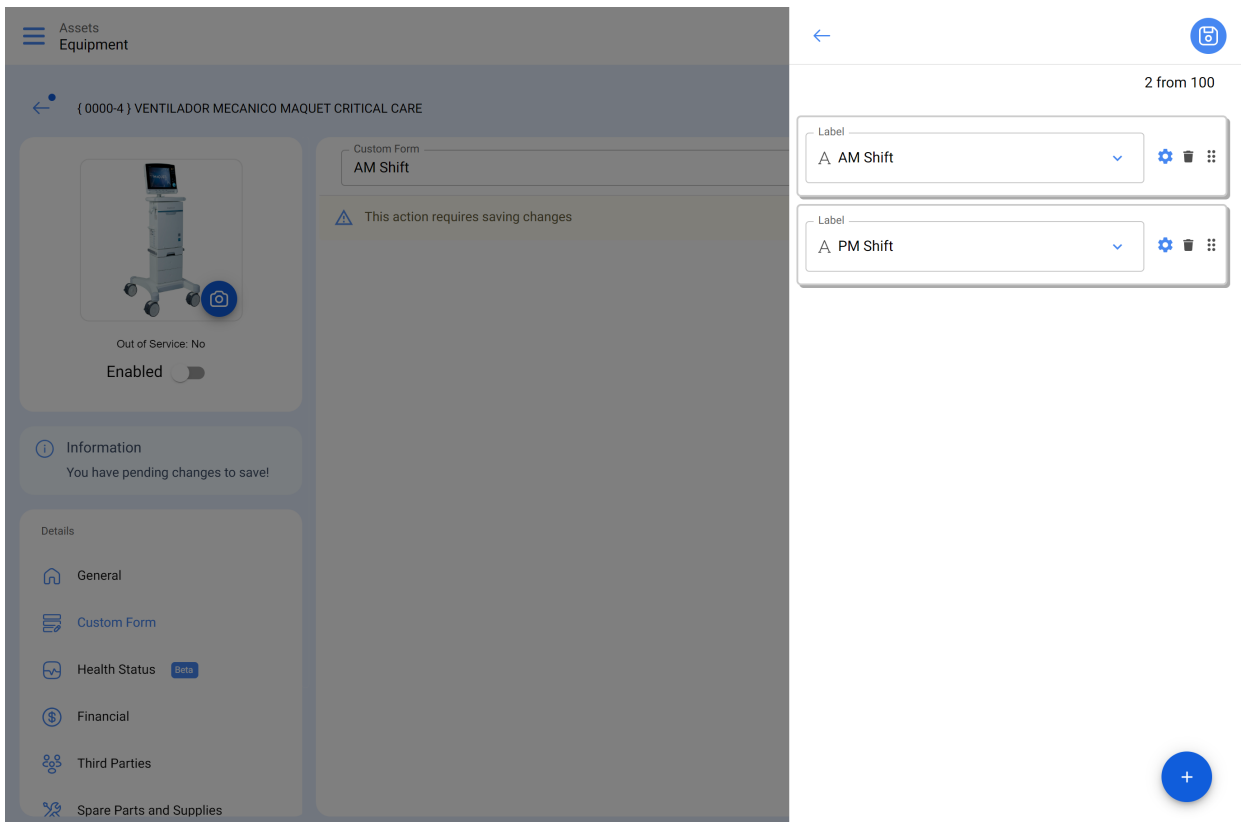 Assets
Equipment
{ 0000-4 } VENTILADOR MECANICO MAQUET CRITICAL CARE
Out of Service: No
Enabled
Information
You have pending changes to save!
Details
General
Custom Form
Health Status Beta
Financial
Third Parties
Spare Parts and Supplies
Custom Form
AM Shift
This action requires saving changes
2 from 100
Label
A AM Shift
Label
A PM Shift